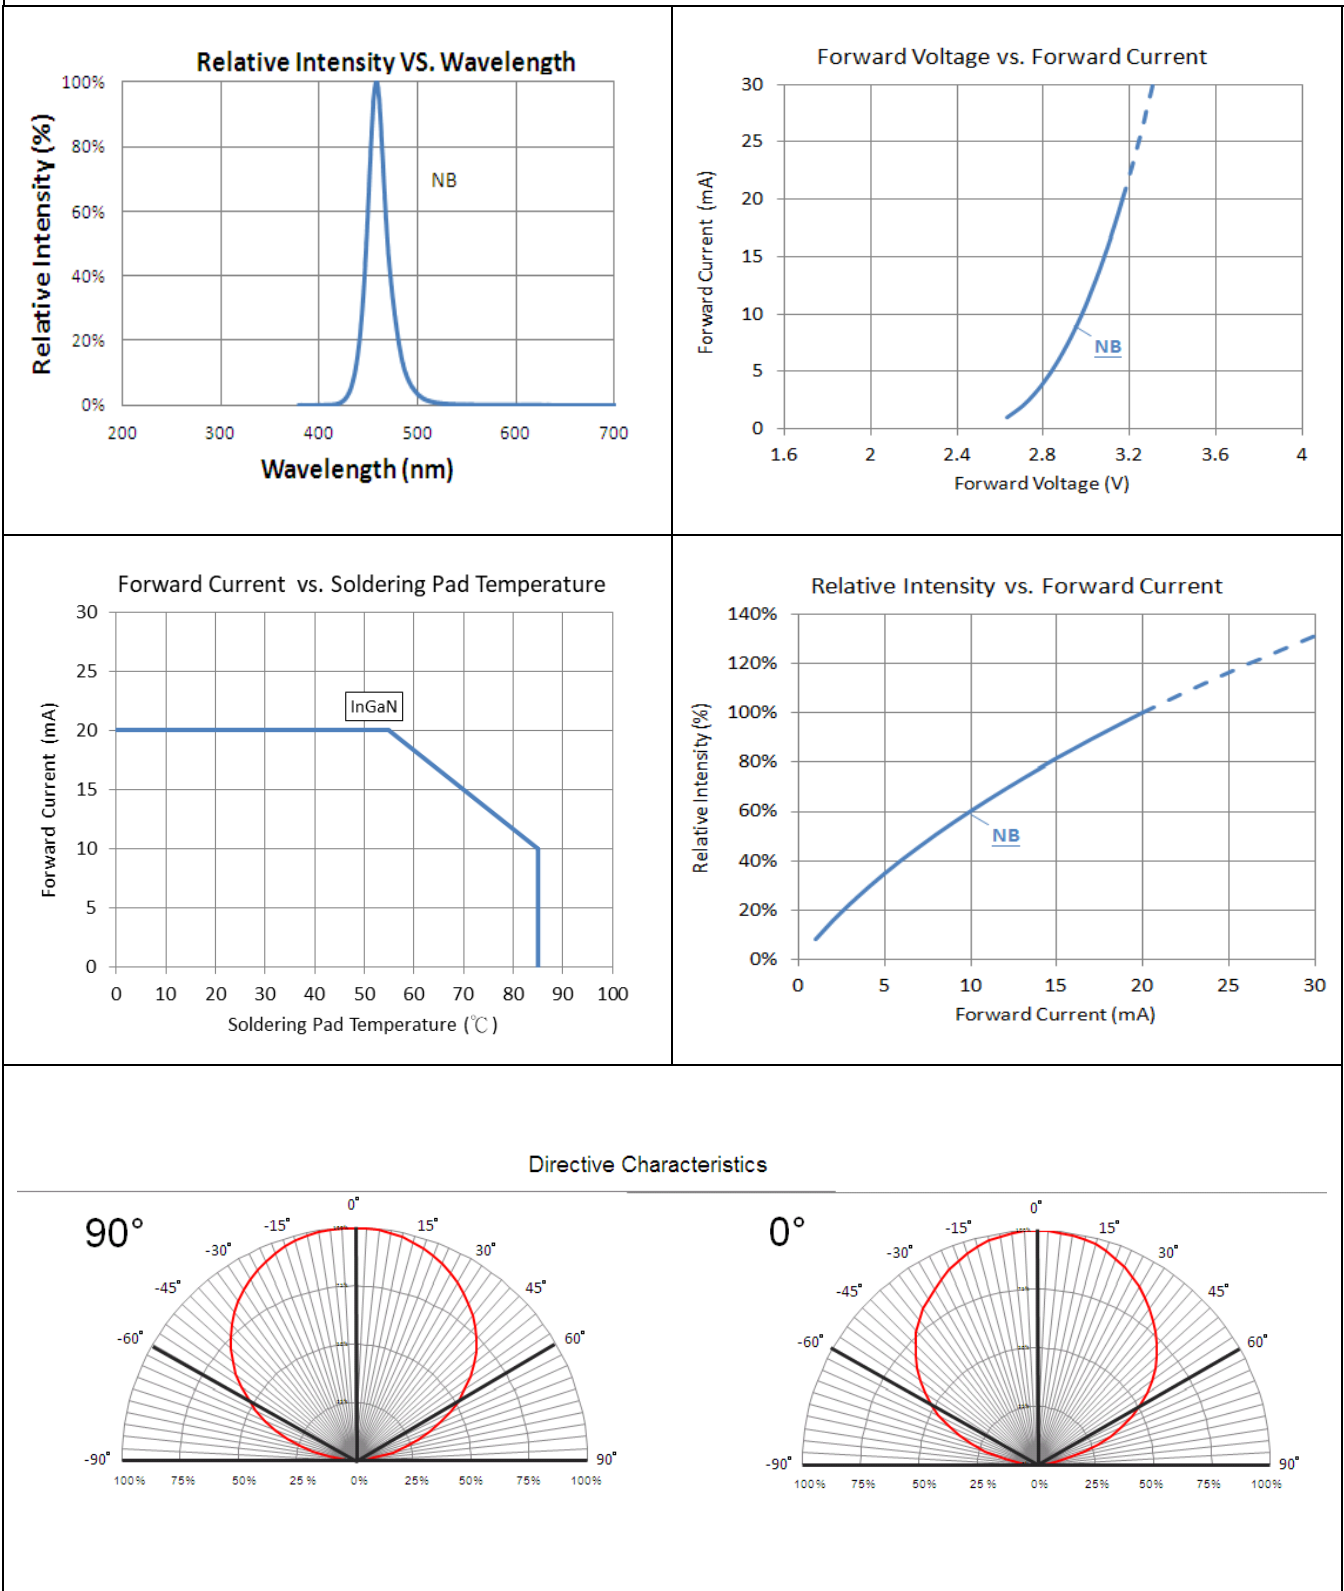 Relative Intensity VS. Wavelength
100%
80%
60%
40%
20%
0%
Relative Intensity (%)
NB
200 300 400 500 600 700
Wavelength (nm)
Forward Voltage vs. Forward Current
30
25
20
15
10
5
0
Forward Current (mA)
NB
1.6 2 2.4 2.8 3.2 3.6 4
Forward Voltage (V)
Forward Current vs. Soldering Pad Temperature
30
25
20
15
10
5
0
Forward Current (mA)
InGaN
0 10 20 30 40 50 60 70 80 90 100
Soldering Pad Temperature (℃)
Relative Intensity vs. Forward Current
140%
120%
100%
80%
60%
40%
20%
0%
Relative Intensity (%)
NB
0 5 10 15 20 25 30
Forward Current (mA)
Directive Characteristics
90°
0°
-15° 15°
-30° 30°
-45° 45°
-60° 60°
-90° 90°
100% 75% 50% 25 % 0% 25% 50% 75% 100%
0°
0°
-15° 15°
-30° 30°
-45° 45°
-60° 60°
-90° 90°
100% 75% 50% 25 % 0% 25% 50% 75% 100%